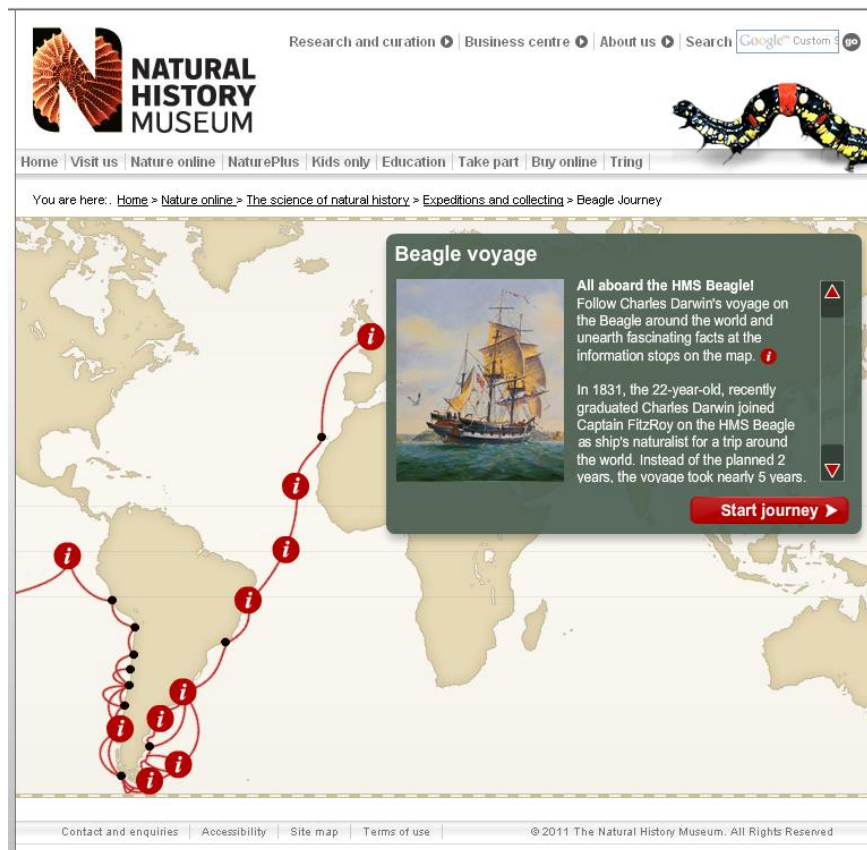 Research and curation Business centre About us Search Google™ Custom S go
NATURAL
HISTORY
MUSEUM
Home Visit us Nature online NaturePlus Kids only Education Take part Buy online Tring
You are here:. Home > Nature online > The science of natural history > Expeditions and collecting > Beagle Journey
Beagle voyage
All aboard the HMS Beagle!
Follow Charles Darwin's voyage on
the Beagle around the world and
unearth fascinating facts at the
information stops on the map. i
In 1831, the 22-year-old, recently
graduated Charles Darwin joined
Captain FitzRoy on the HMS Beagle
as ship's naturalist for a trip around
the world. Instead of the planned 2
years, the voyage took nearly 5 years.
Start journey
i
i
i
i
i
i
i
i
i
i
Contact and enquiries Accessibility Site map Terms of use © 2011 The Natural History Museum. All Rights Reserved